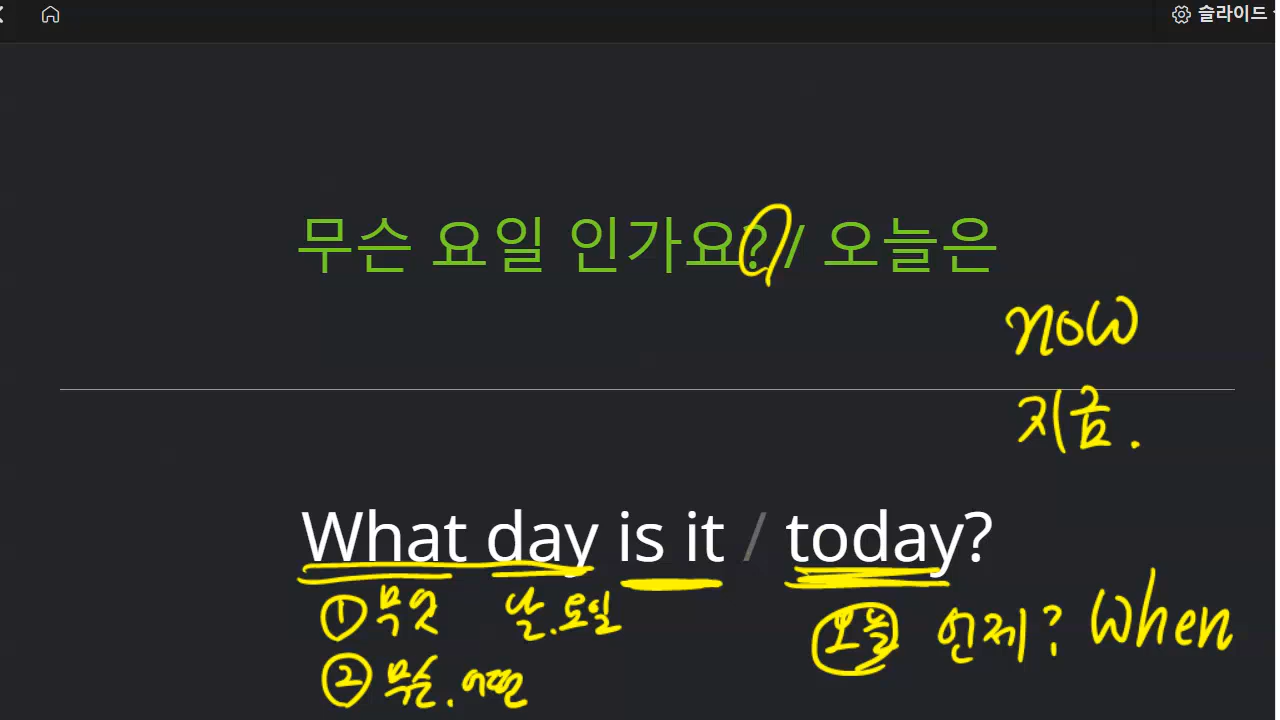 슬라이드
무슨 요일 인가요?/ 오늘은
now
지금.
What day is it / today?
① 무엇 날.요일 오늘 언제? When
② 무슨.어떤